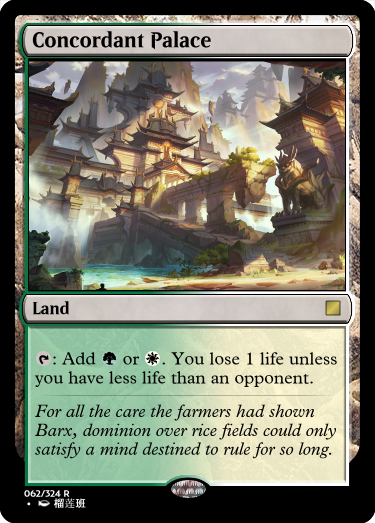 Concordant Palace
Land
: Add or . You lose 1 life unless
you have less life than an opponent.
For all the care the farmers had shown
Barx, dominion over rice fields could only
satisfy a mind destined to rule for so long.
062/324 R
• 榴莲班